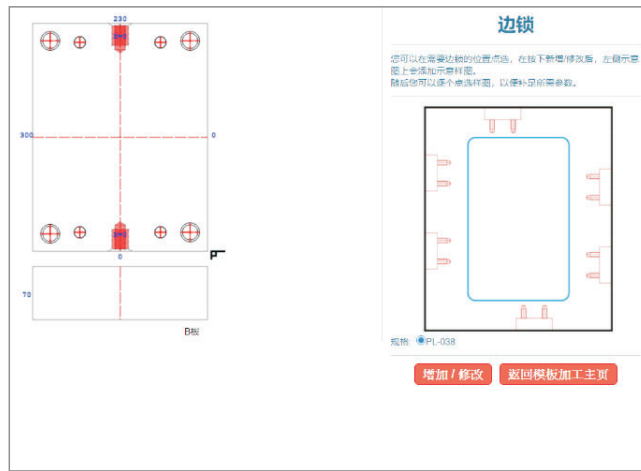 230
300
0
0
70
B板
边锁
您可以在需要边锁的位置点选，在按下新增/修改后，左侧示意
图上会添加示意样图。
随后您可以逐个点选样图，以便补足所需参数。
规格: PL-038
增加 / 修改
返回模板加工主页